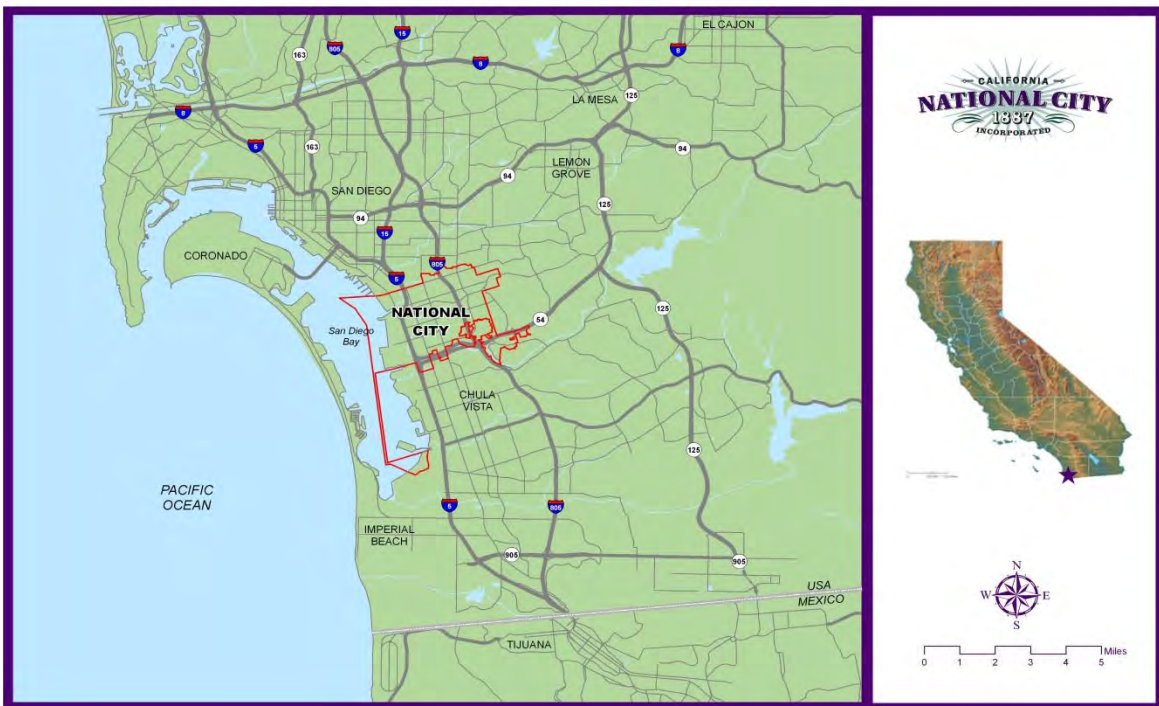 EL CAJON
15
905
163
8
8
125
LA MESA
8
5
163
94
LEMON
GROVE
94
SAN DIEGO
94
125
15
CORONADO
805
5
NATIONAL
CITY
54
125
San Diego
Bay
CHULA
VISTA
125
PACIFIC
OCEAN
5
805
IMPERIAL
BEACH
905
905
USA
MEXICO
TIJUANA
CALIFORNIA
NATIONAL CITY
1887
INCORPORATED
N
W
E
S
0 1 2 3 4 5 Miles